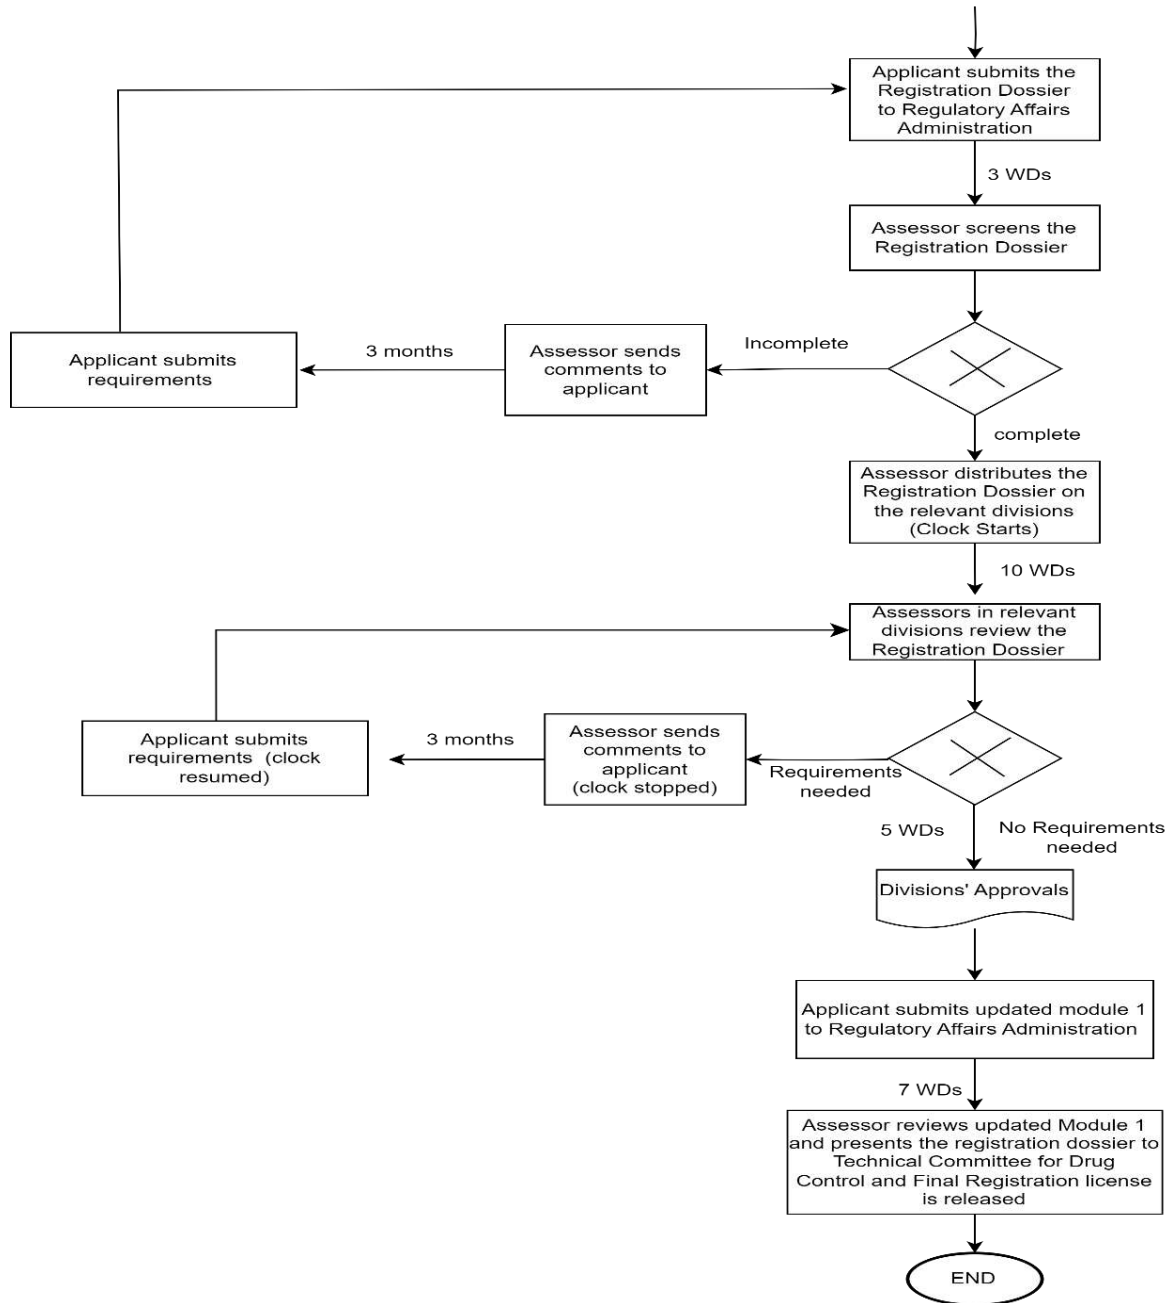 Applicant submits the
Registration Dossier
to Regulatory Affairs
Administration
3 WDs
Assessor screens the
Registration Dossier
Incomplete
Assessor sends
comments to
applicant
3 months
Applicant submits
requirements
complete
Assessor distributes the
Registration Dossier on
the relevant divisions
(Clock Starts)
10 WDs
Assessors in relevant
divisions review the
Registration Dossier
Requirements
needed
Assessor sends
comments to
applicant
(clock stopped)
3 months
Applicant submits
requirements (clock
resumed)
5 WDs
No Requirements
needed
Divisions' Approvals
Applicant submits updated module 1
to Regulatory Affairs Administration
7 WDs
Assessor reviews updated Module 1
and presents the registration dossier to
Technical Committee for Drug
Control and Final Registration license
is released
END